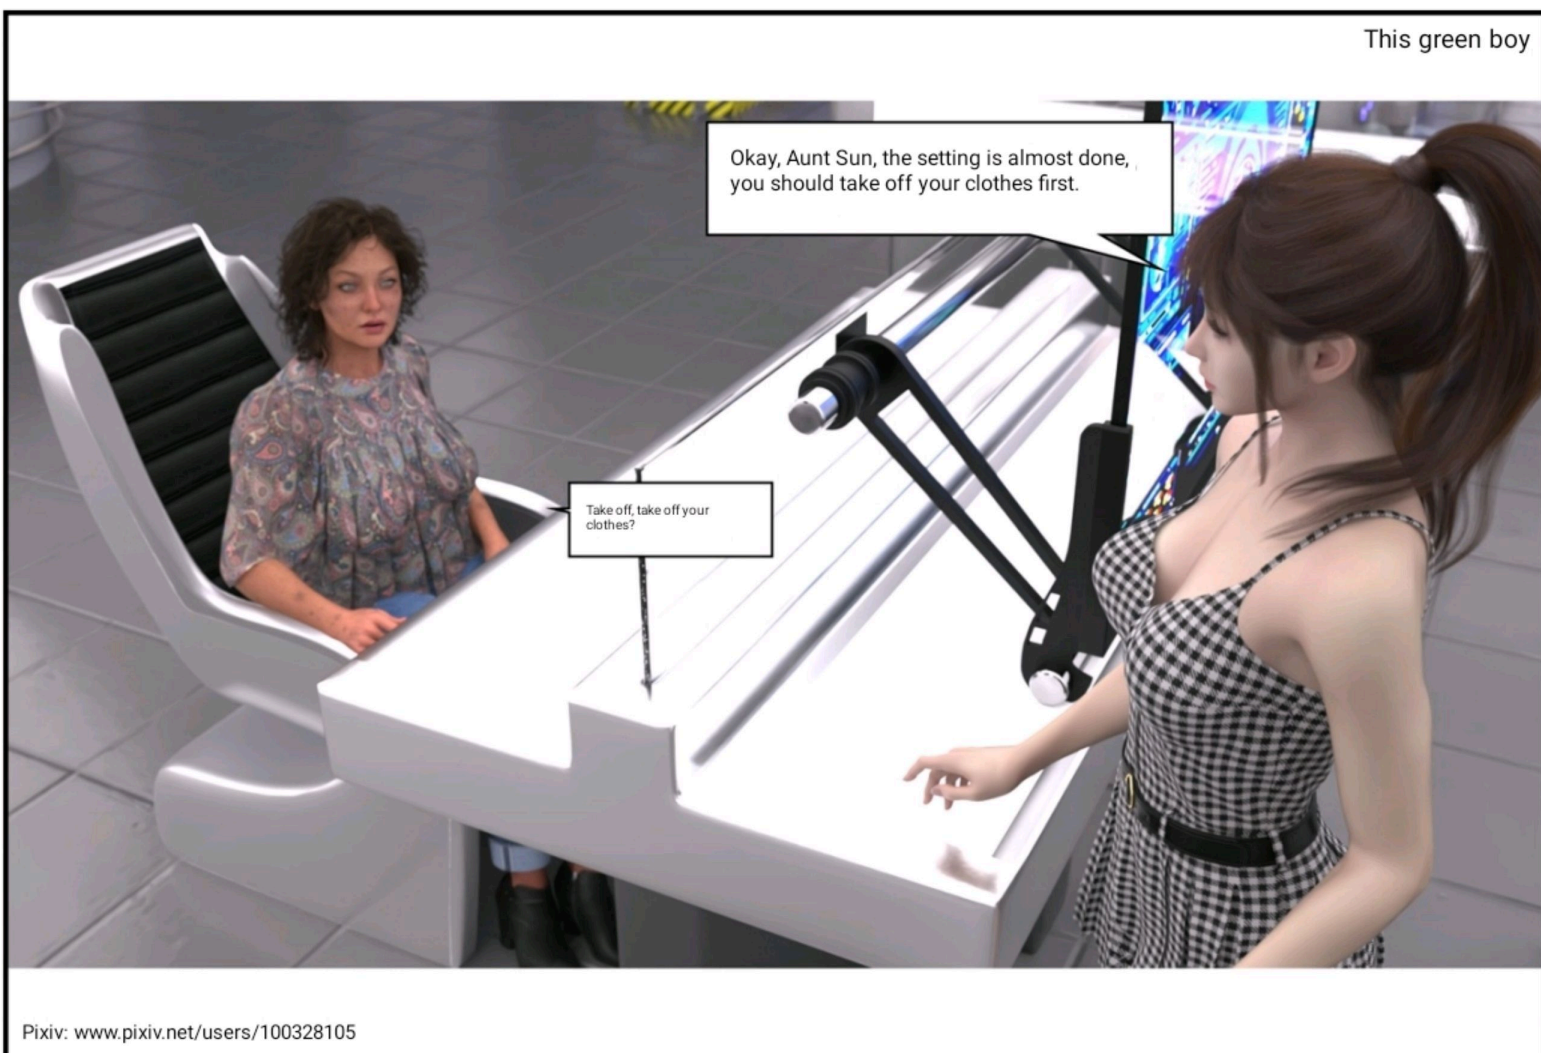 This green boy
Okay, Aunt Sun, the setting is almost done,
you should take off your clothes first.
Take off, take off your
clothes?
Pixiv: www.pixiv.net/users/100328105